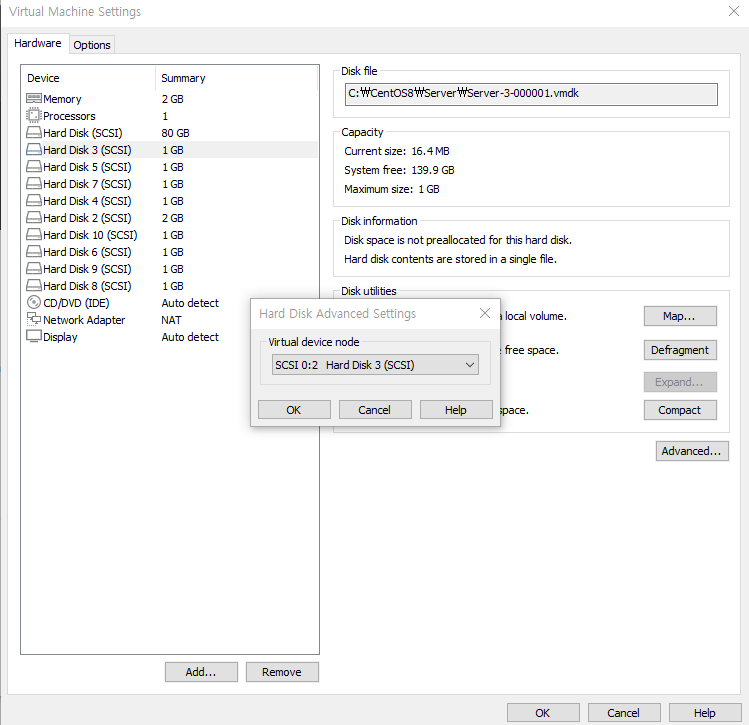 Virtual Machine Settings
Hardware Options
Device Summary
Memory 2 GB
Processors 1
Hard Disk (SCSI) 80 GB
Hard Disk 3 (SCSI) 1 GB
Hard Disk 5 (SCSI) 1 GB
Hard Disk 7 (SCSI) 1 GB
Hard Disk 4 (SCSI) 1 GB
Hard Disk 2 (SCSI) 2 GB
Hard Disk 10 (SCSI) 1 GB
Hard Disk 6 (SCSI) 1 GB
Hard Disk 9 (SCSI) 1 GB
Hard Disk 8 (SCSI) 1 GB
CD/DVD (IDE) Auto detect
Network Adapter NAT
Display Auto detect
Add... Remove
Disk file
C:₩CentOS8₩Server₩Server-3-000001.vmdk
Capacity
Current size: 16.4 MB
System free: 139.9 GB
Maximum size: 1 GB
Disk information
Disk space is not preallocated for this hard disk.
Hard disk contents are stored in a single file.
Disk utilities
a local volume. Map...
free space. Defragment
Expand...
space. Compact
Advanced...
Hard Disk Advanced Settings
Virtual device node
SCSI 0:2 Hard Disk 3 (SCSI)
OK Cancel Help
OK Cancel Help